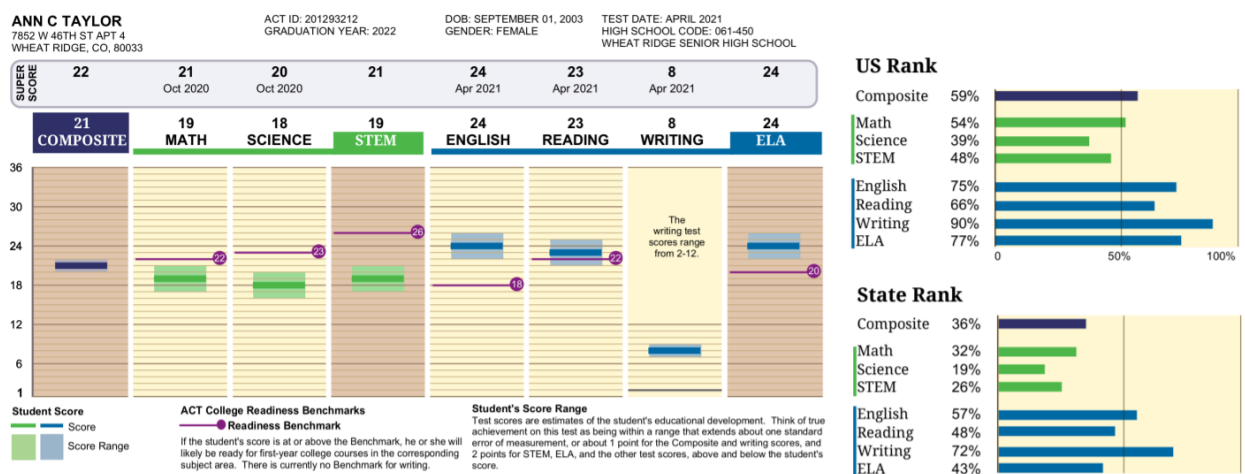 ANN C TAYLOR
7852 W 46TH ST APT 4
WHEAT RIDGE, CO, 80033
ACT ID: 201293212
GRADUATION YEAR: 2022
DOB: SEPTEMBER 01, 2003
GENDER: FEMALE
TEST DATE: APRIL 2021
HIGH SCHOOL CODE: 061-450
WHEAT RIDGE SENIOR HIGH SCHOOL
SUPER
SCORE
22 21 20 21 24 23 8 24
Oct 2020 Oct 2020 Apr 2021 Apr 2021 Apr 2021
21 19 18 19 24 23 8 24
COMPOSITE MATH SCIENCE STEM ENGLISH READING WRITING ELA
36
30
24
18
12
6
1
22
23
26
18
22
20
The
writing test
scores range
from 2-12.
Student Score
Score
Score Range
ACT College Readiness Benchmarks
Readiness Benchmark
If the student's score is at or above the Benchmark, he or she will
likely be ready for first-year college courses in the corresponding
subject area. There is currently no Benchmark for writing.
Student's Score Range
Test scores are estimates of the student's educational development. Think of true
achievement on this test as being within a range that extends about one standard
error of measurement, or about 1 point for the Composite and writing scores, and
2 points for STEM, ELA, and the other test scores, above and below the student's
score.
US Rank
Composite 59%
Math 54%
Science 39%
STEM 48%
English 75%
Reading 66%
Writing 90%
ELA 77%
0 50% 100%
State Rank
Composite 36%
Math 32%
Science 19%
STEM 26%
English 57%
Reading 48%
Writing 72%
ELA 43%